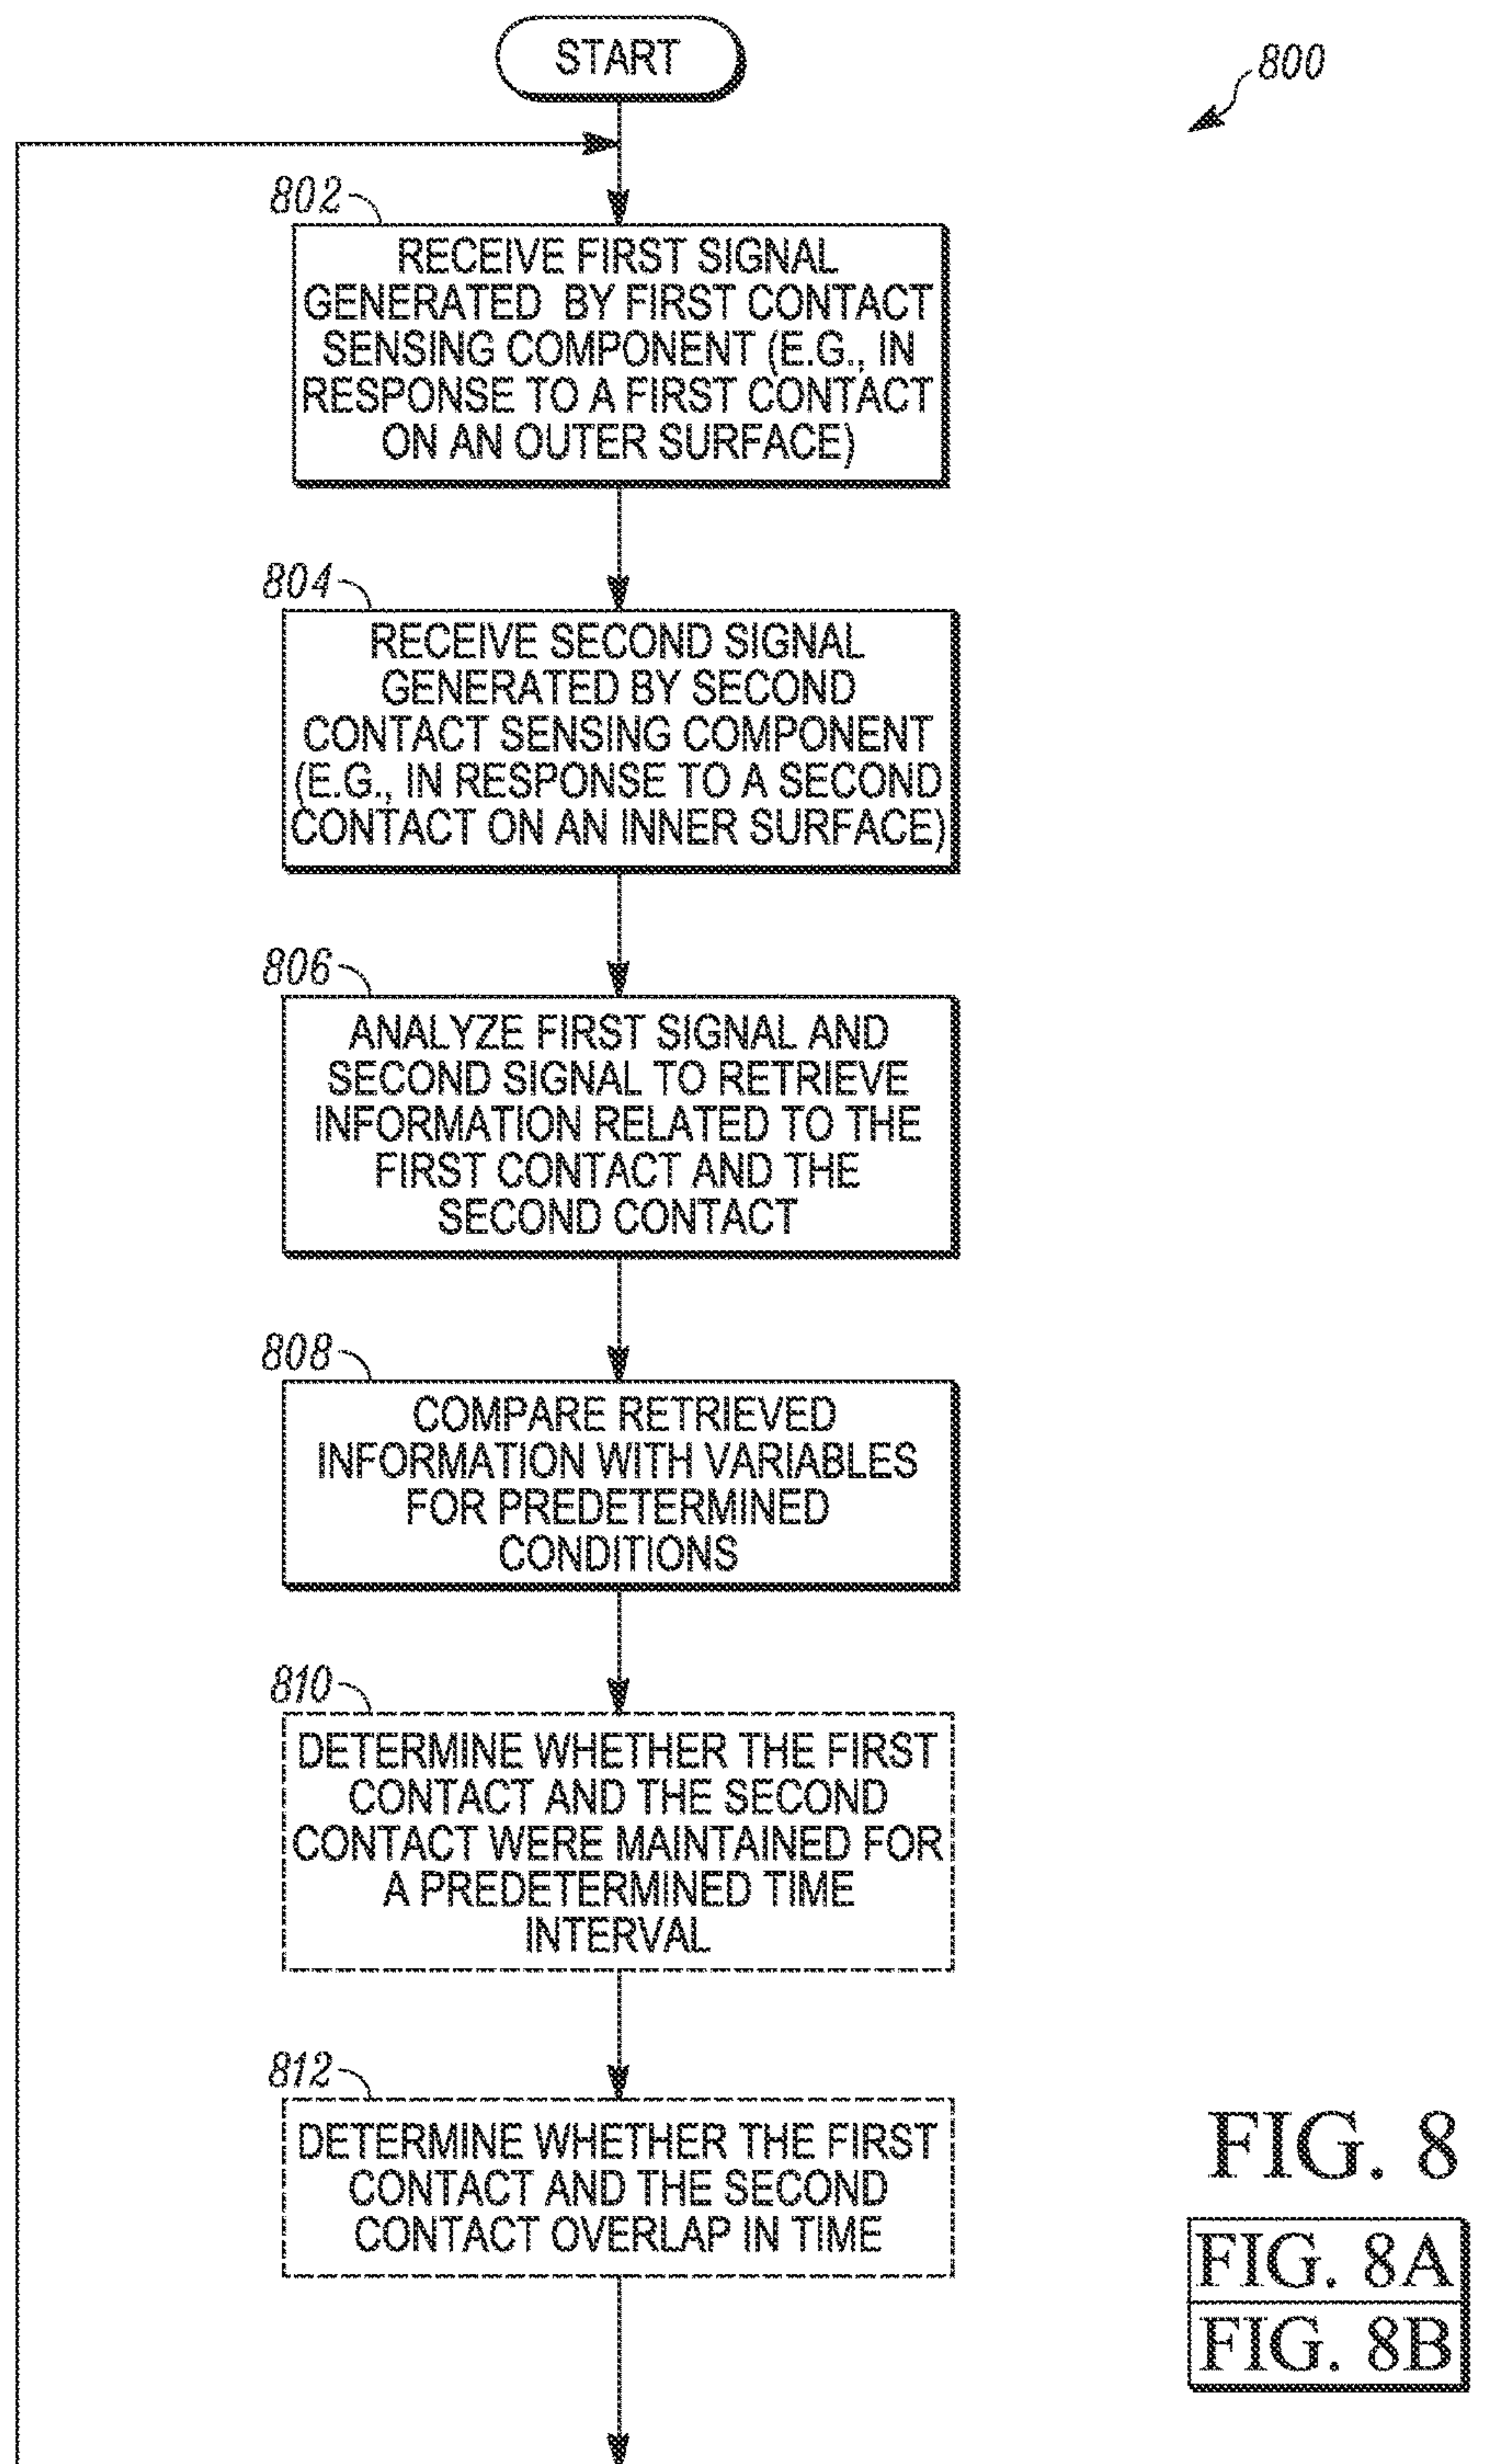 START
800
802
RECEIVE FIRST SIGNAL
GENERATED BY FIRST CONTACT
SENSING COMPONENT (E.G., IN
RESPONSE TO A FIRST CONTACT
ON AN OUTER SURFACE)
804
RECEIVE SECOND SIGNAL
GENERATED BY SECOND
CONTACT SENSING COMPONENT
(E.G., IN RESPONSE TO A SECOND
CONTACT ON AN INNER SURFACE)
806
ANALYZE FIRST SIGNAL AND
SECOND SIGNAL TO RETRIEVE
INFORMATION RELATED TO THE
FIRST CONTACT AND THE
SECOND CONTACT
808
COMPARE RETRIEVED
INFORMATION WITH VARIABLES
FOR PREDETERMINED
CONDITIONS
810
DETERMINE WHETHER THE FIRST
CONTACT AND THE SECOND
CONTACT WERE MAINTAINED FOR
A PREDETERMINED TIME
INTERVAL
812
DETERMINE WHETHER THE FIRST
CONTACT AND THE SECOND
CONTACT OVERLAP IN TIME
FIG. 8
FIG. 8A
FIG. 8B